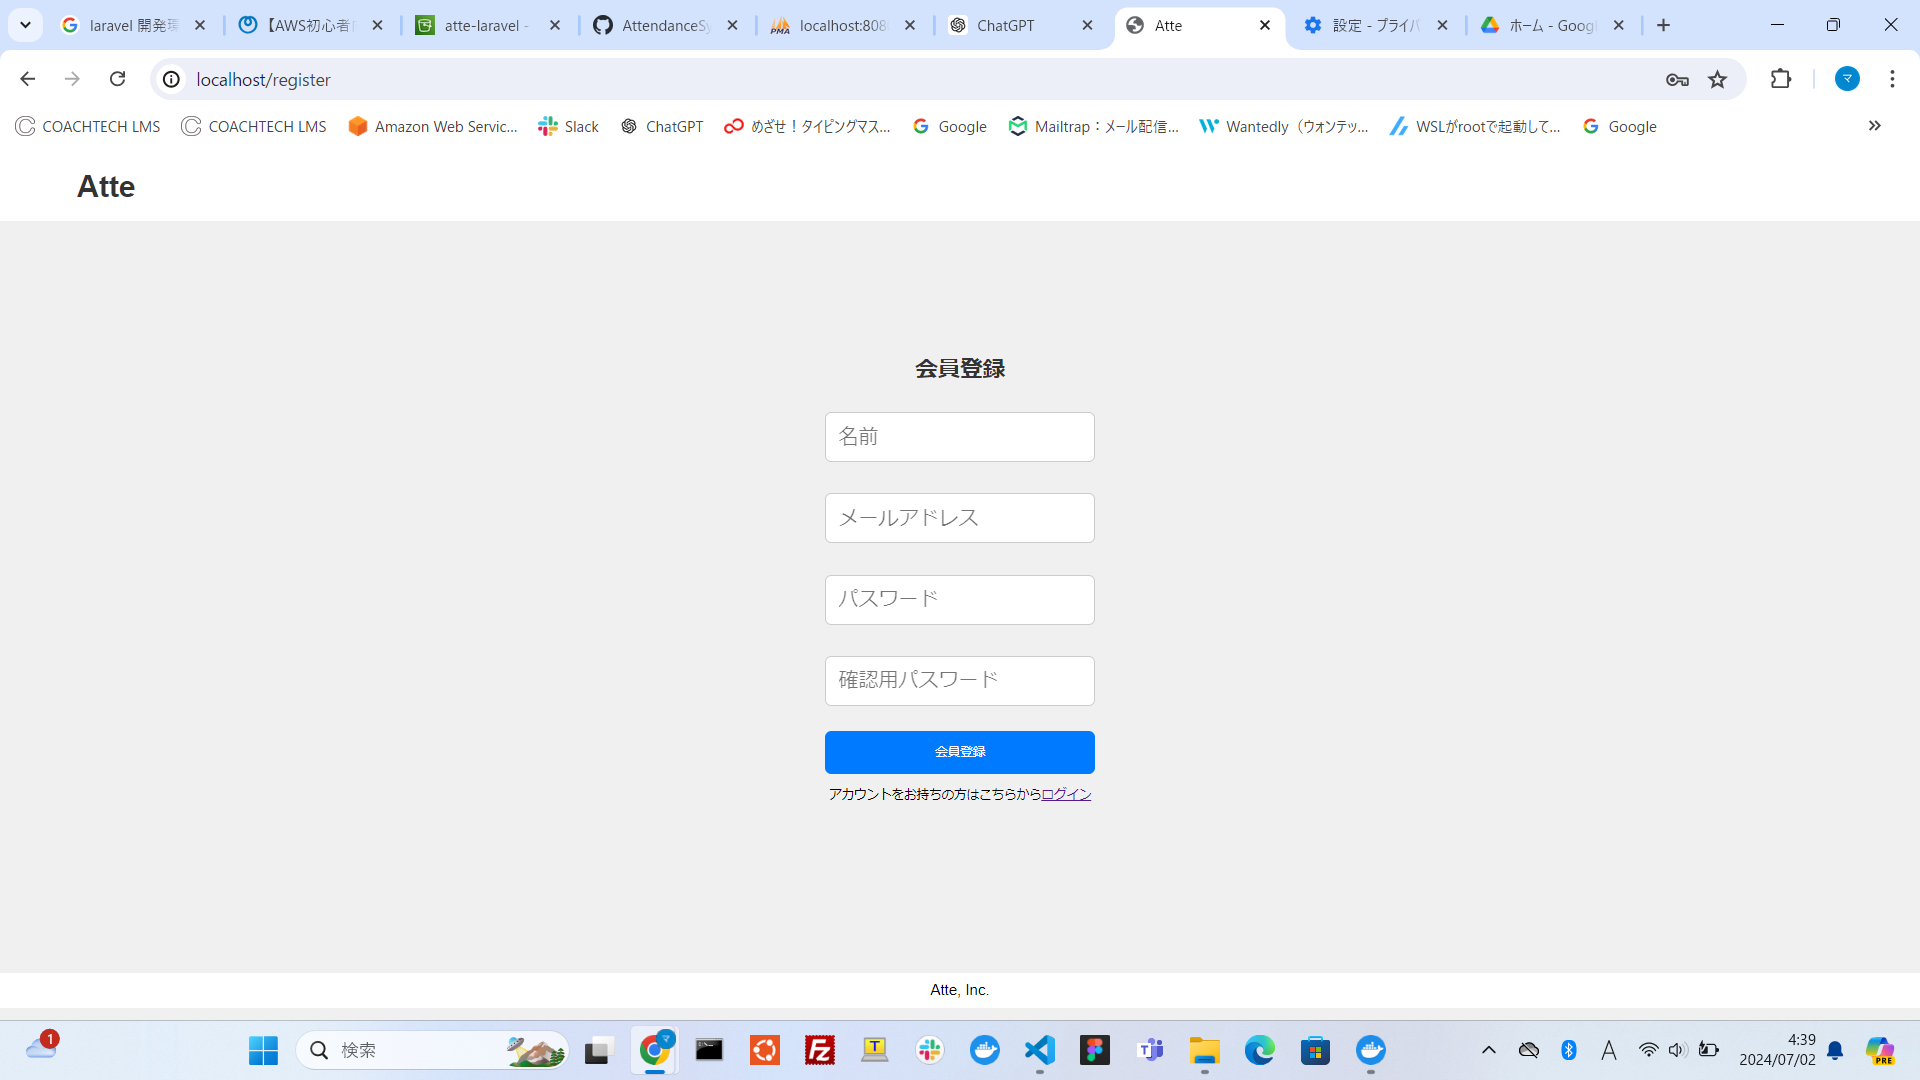 laravel 開発環
【AWS初心者
atte-laravel -
AttendanceSy
localhost:808
ChatGPT
Atte
設定 - プライバ
ホーム - Goog
localhost/register
COACHTECH LMS
COACHTECH LMS
Amazon Web Servic...
Slack
ChatGPT
めざせ！タイピングマス...
Google
Mailtrap：メール配信...
Wantedly（ウォンテッ...
WSLがrootで起動して...
Google
Atte
会員登録
名前
メールアドレス
パスワード
確認用パスワード
会員登録
アカウントをお持ちの方はこちらからログイン
Atte, Inc.
1
検索
A
4:39
2024/07/02
PRE